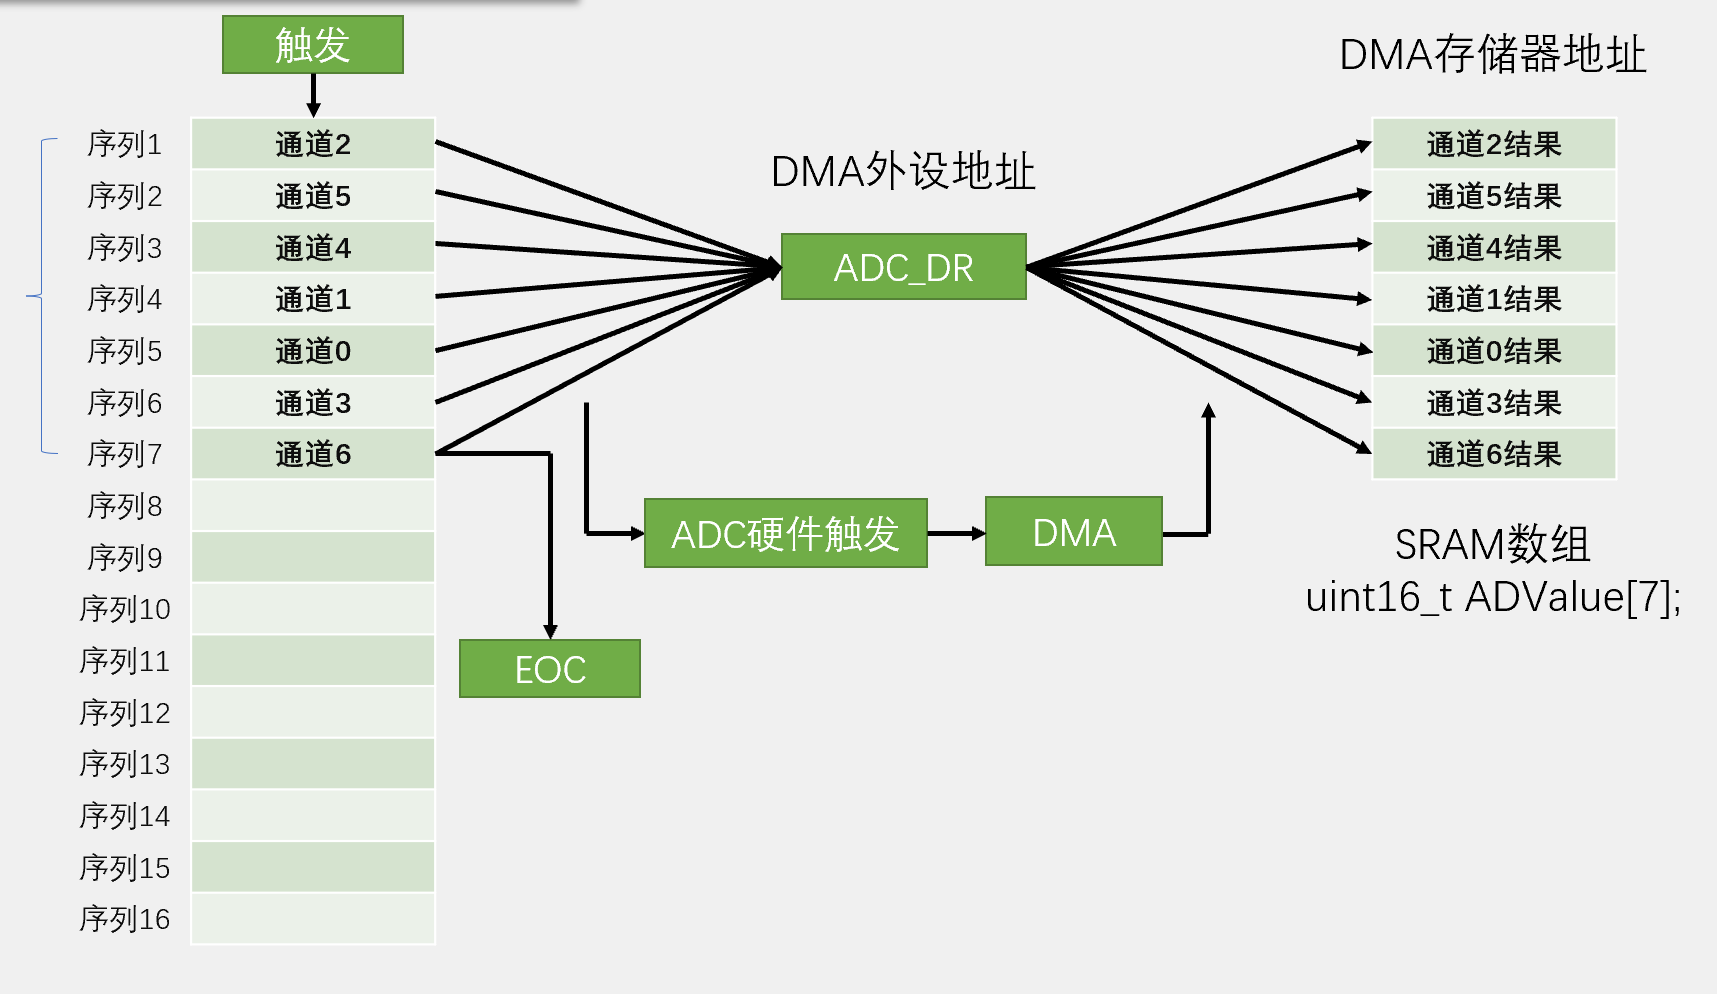 触发
DMA存储器地址
序列1 通道2
序列2 通道5
序列3 通道4
序列4 通道1
序列5 通道0
序列6 通道3
序列7 通道6
序列8
序列9
序列10
序列11
序列12
序列13
序列14
序列15
序列16
DMA外设地址
ADC_DR
ADC硬件触发
DMA
EOC
通道2结果
通道5结果
通道4结果
通道1结果
通道0结果
通道3结果
通道6结果
SRAM数组
uint16_t ADValue[7];